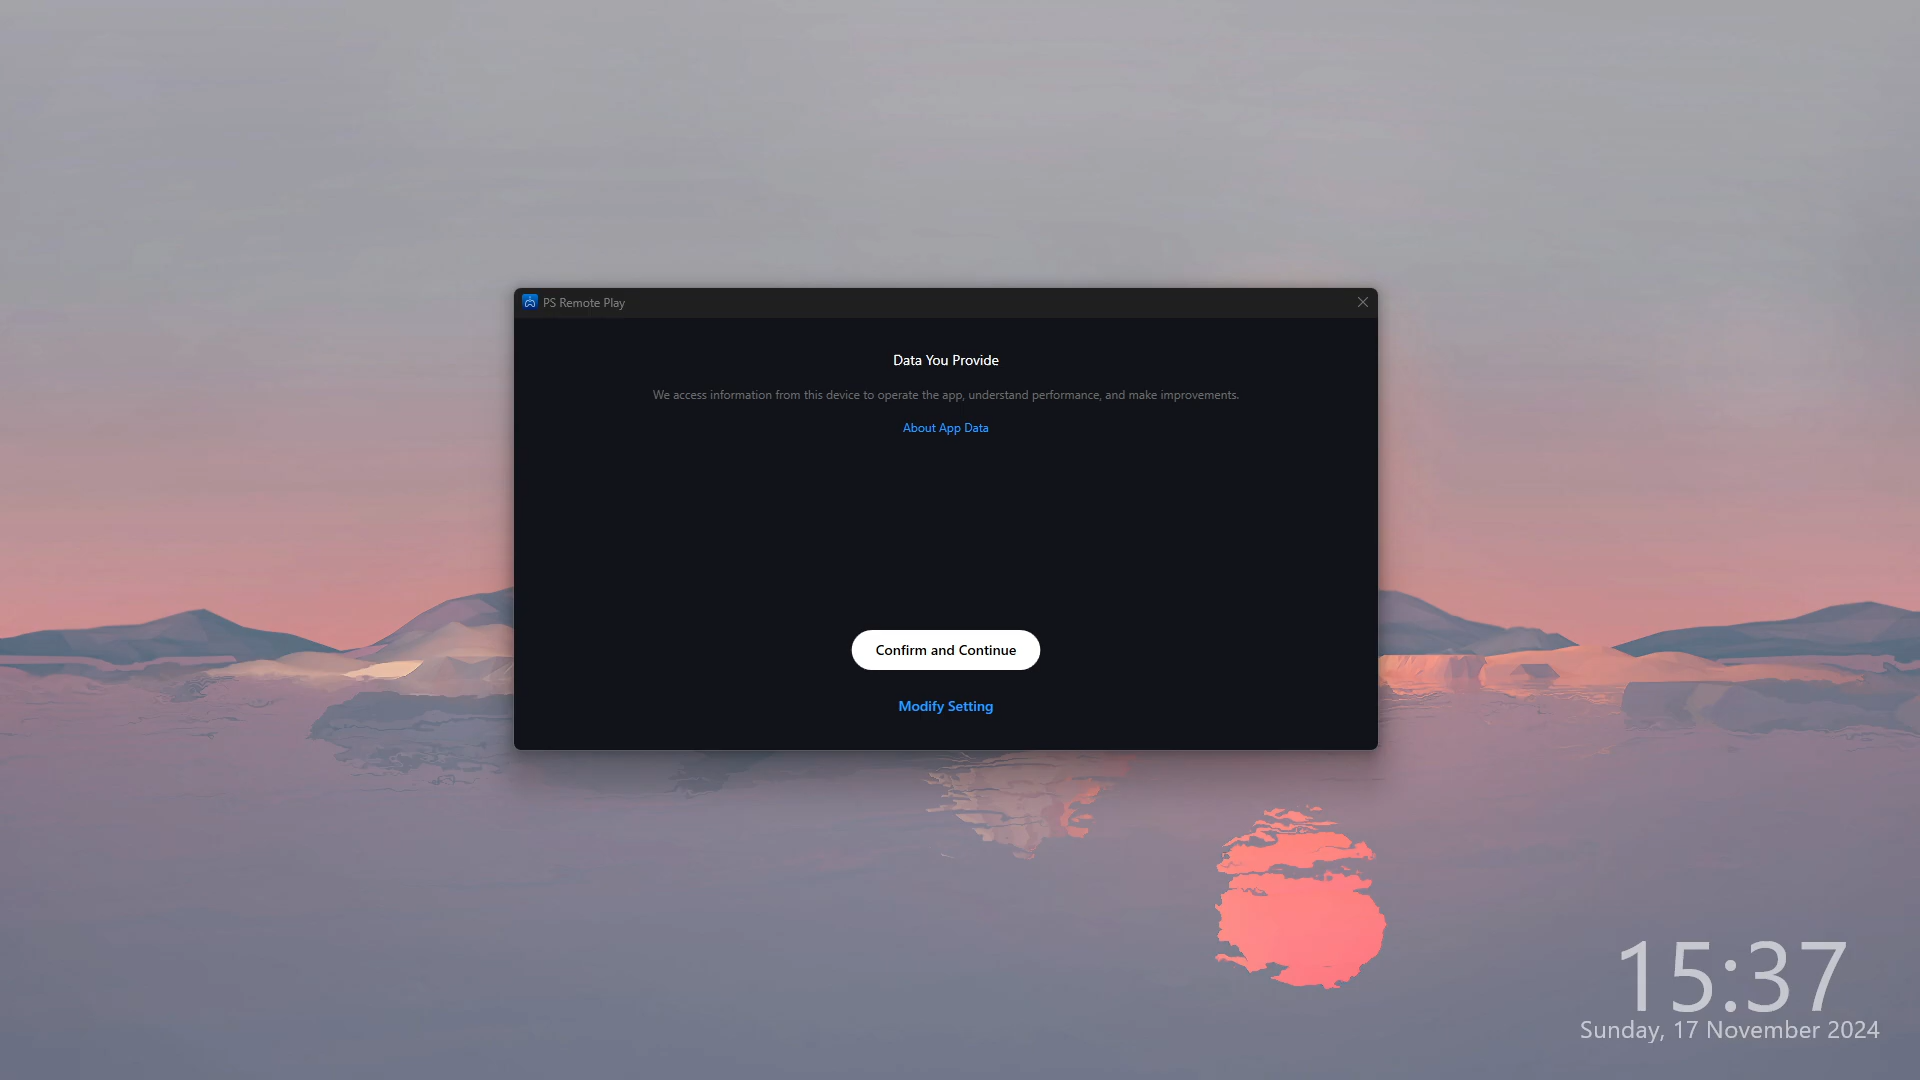 PS Remote Play
Data You Provide
We access information from this device to operate the app, understand performance, and make improvements.
About App Data
Confirm and Continue
Modify Setting
15:37
Sunday, 17 November 2024